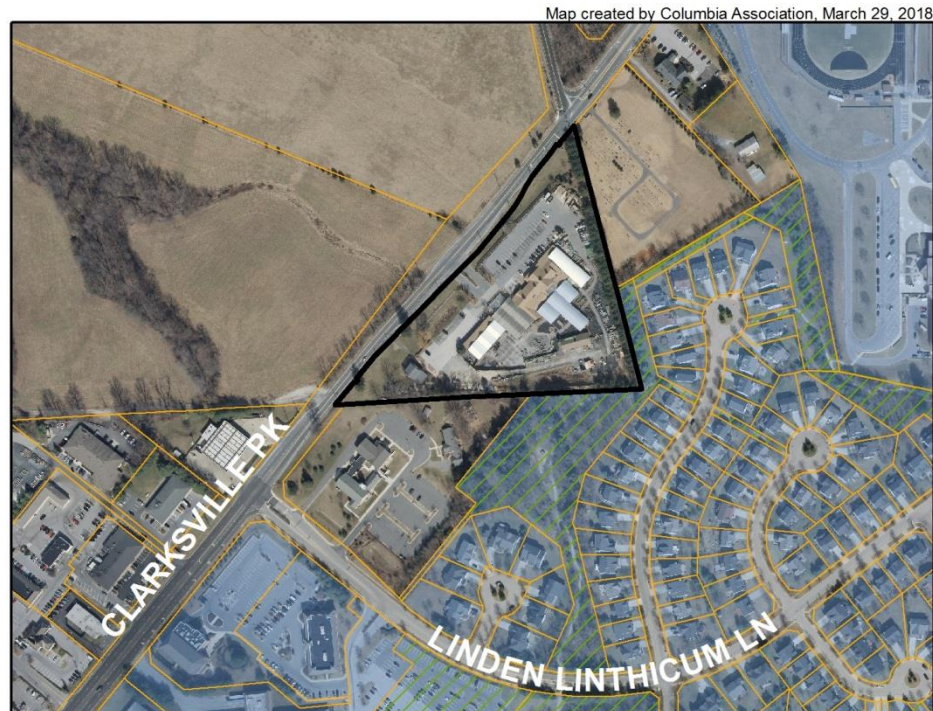 Map created by Columbia Association, March 29, 2018
CLARKSVILLE PK
LINDEN LINTHICUM LN